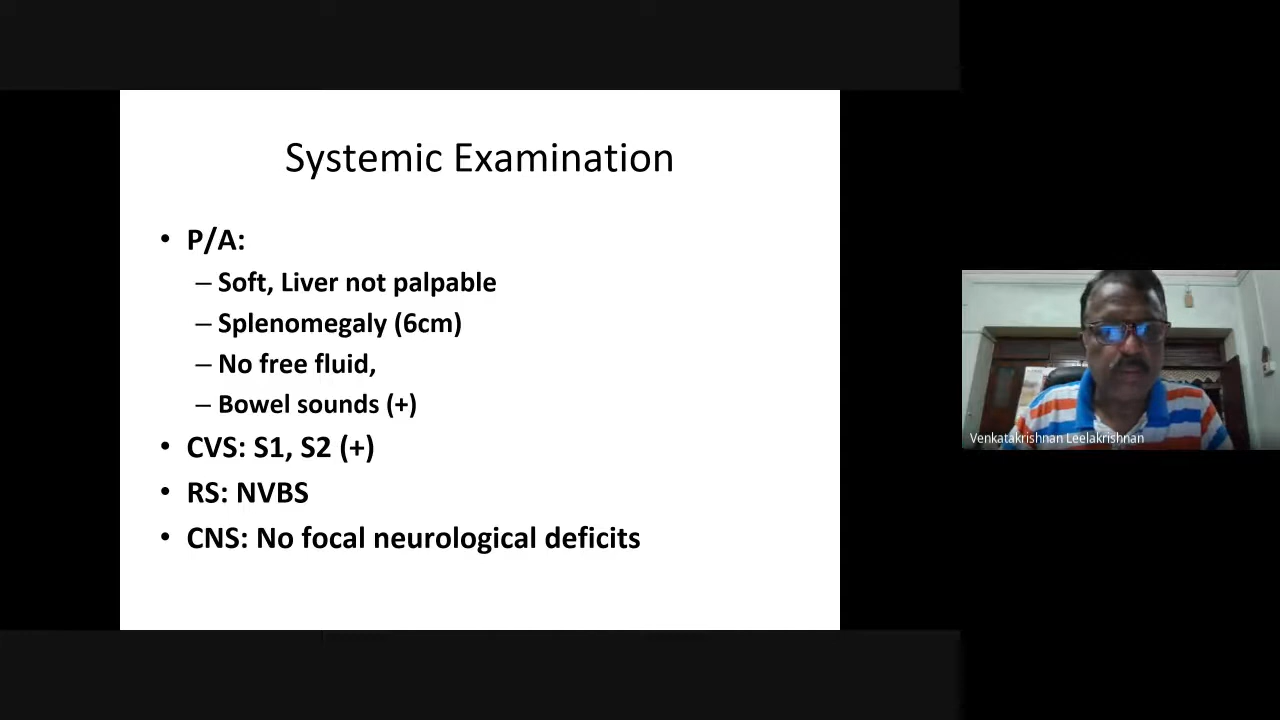 Systemic Examination
• P/A:
– Soft, Liver not palpable
– Splenomegaly (6cm)
– No free fluid,
– Bowel sounds (+)
• CVS: S1, S2 (+)
• RS: NVBS
• CNS: No focal neurological deficits
Venkatakrishnan Leelakrishnan